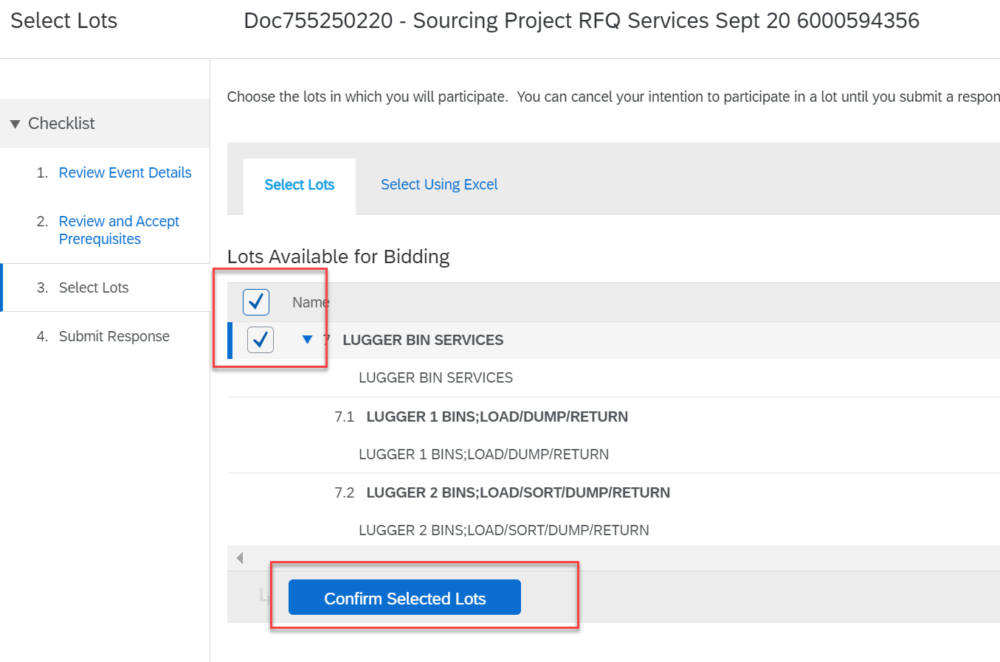 Select Lots
Doc755250220 - Sourcing Project RFQ Services Sept 20 6000594356
Checklist
1. Review Event Details
2. Review and Accept
Prerequisites
3. Select Lots
4. Submit Response
Choose the lots in which you will participate.  You can cancel your intention to participate in a lot until you submit a respon
Select Lots
Select Using Excel
Lots Available for Bidding
Name
7 LUGGER BIN SERVICES
LUGGER BIN SERVICES
7.1 LUGGER 1 BINS;LOAD/DUMP/RETURN
LUGGER 1 BINS;LOAD/DUMP/RETURN
7.2 LUGGER 2 BINS;LOAD/SORT/DUMP/RETURN
LUGGER 2 BINS;LOAD/SORT/DUMP/RETURN
Confirm Selected Lots